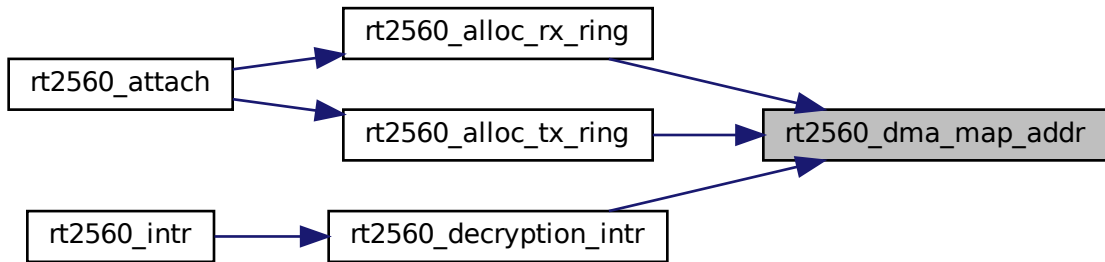 rt2560_alloc_rx_ring
rt2560_attach
rt2560_alloc_tx_ring
rt2560_dma_map_addr
rt2560_intr
rt2560_decryption_intr